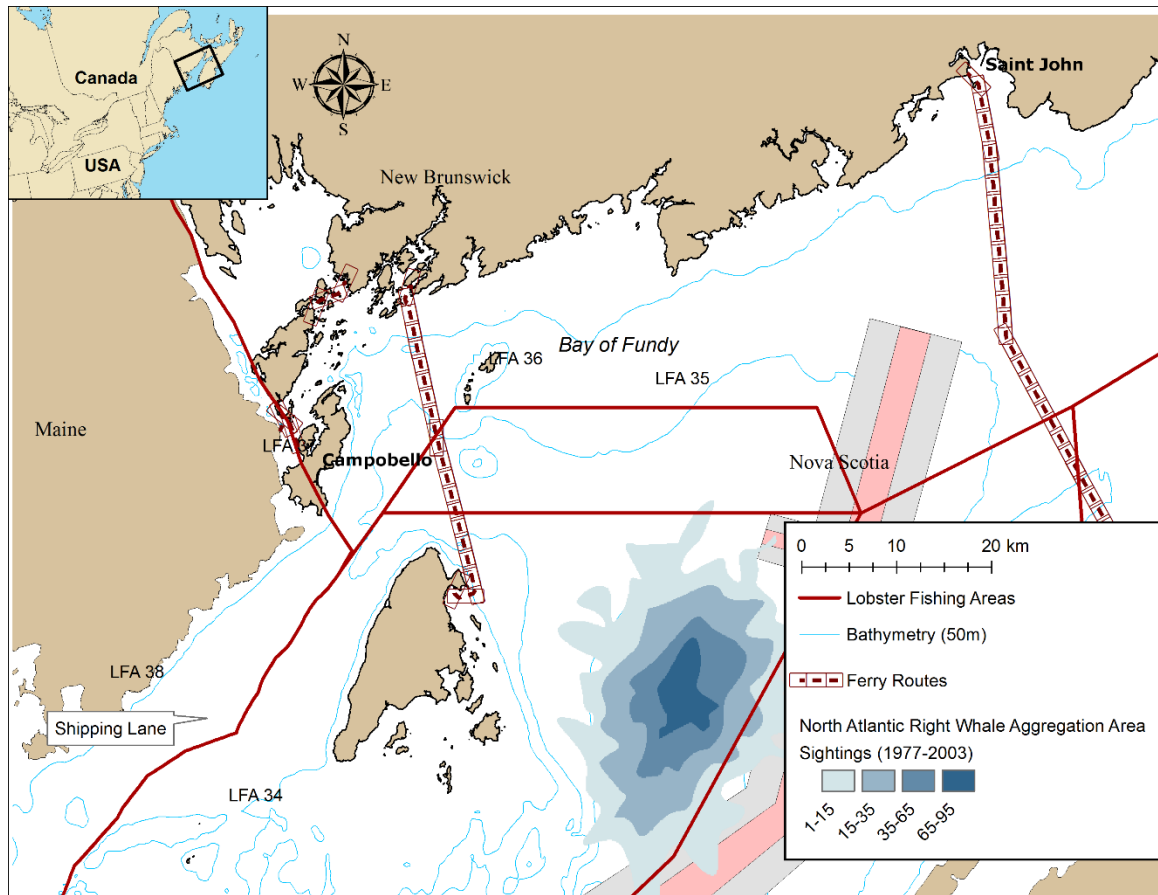 Canada
USA
N
W
E
S
Saint John
New Brunswick
Bay of Fundy
LFA 36
LFA 35
Maine
LFA 37
Campobello
Nova Scotia
LFA 38
Shipping Lane
LFA 34
0 5 10 20 km
Lobster Fishing Areas
Bathymetry (50m)
Ferry Routes
North Atlantic Right Whale Aggregation Area
Sightings (1977-2003)
1-15
15-35
35-65
65-95